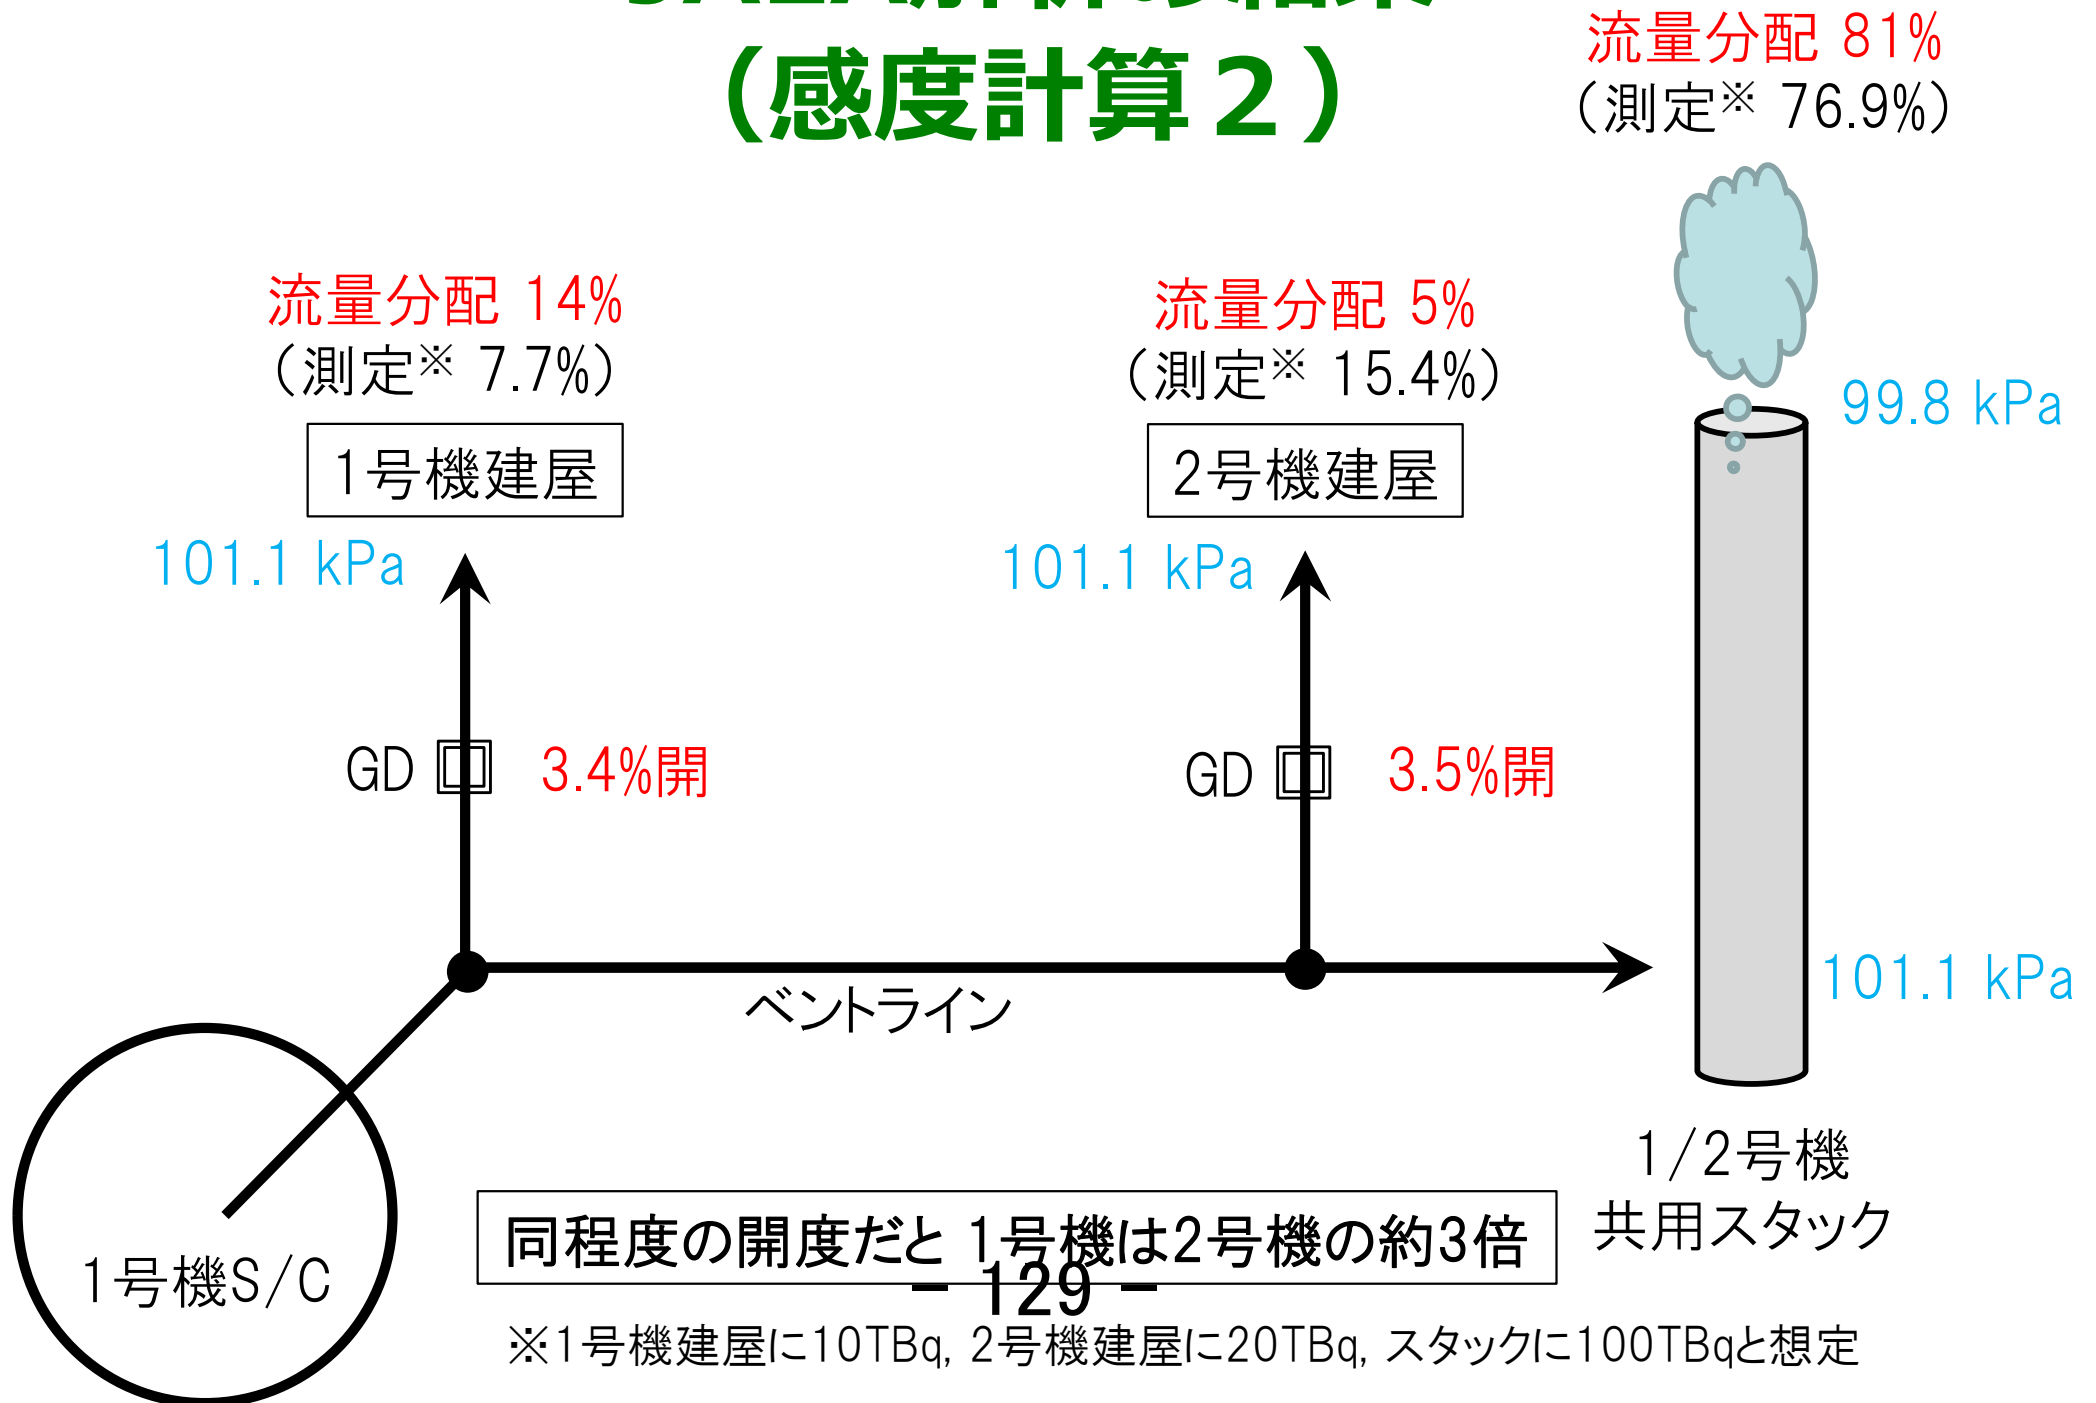 （感度計算２）
流量分配 81%
（測定※ 76.9%）
流量分配 14%
（測定※ 7.7%）
1号機建屋
101.1 kPa
流量分配 5%
（測定※ 15.4%）
2号機建屋
101.1 kPa
99.8 kPa
GD
3.4%開
GD
3.5%開
ベントライン
101.1 kPa
1号機S/C
1/2号機
共用スタック
同程度の開度だと 1号機は2号機の約3倍
- 129 -
※1号機建屋に10TBq, 2号機建屋に20TBq, スタックに100TBqと想定